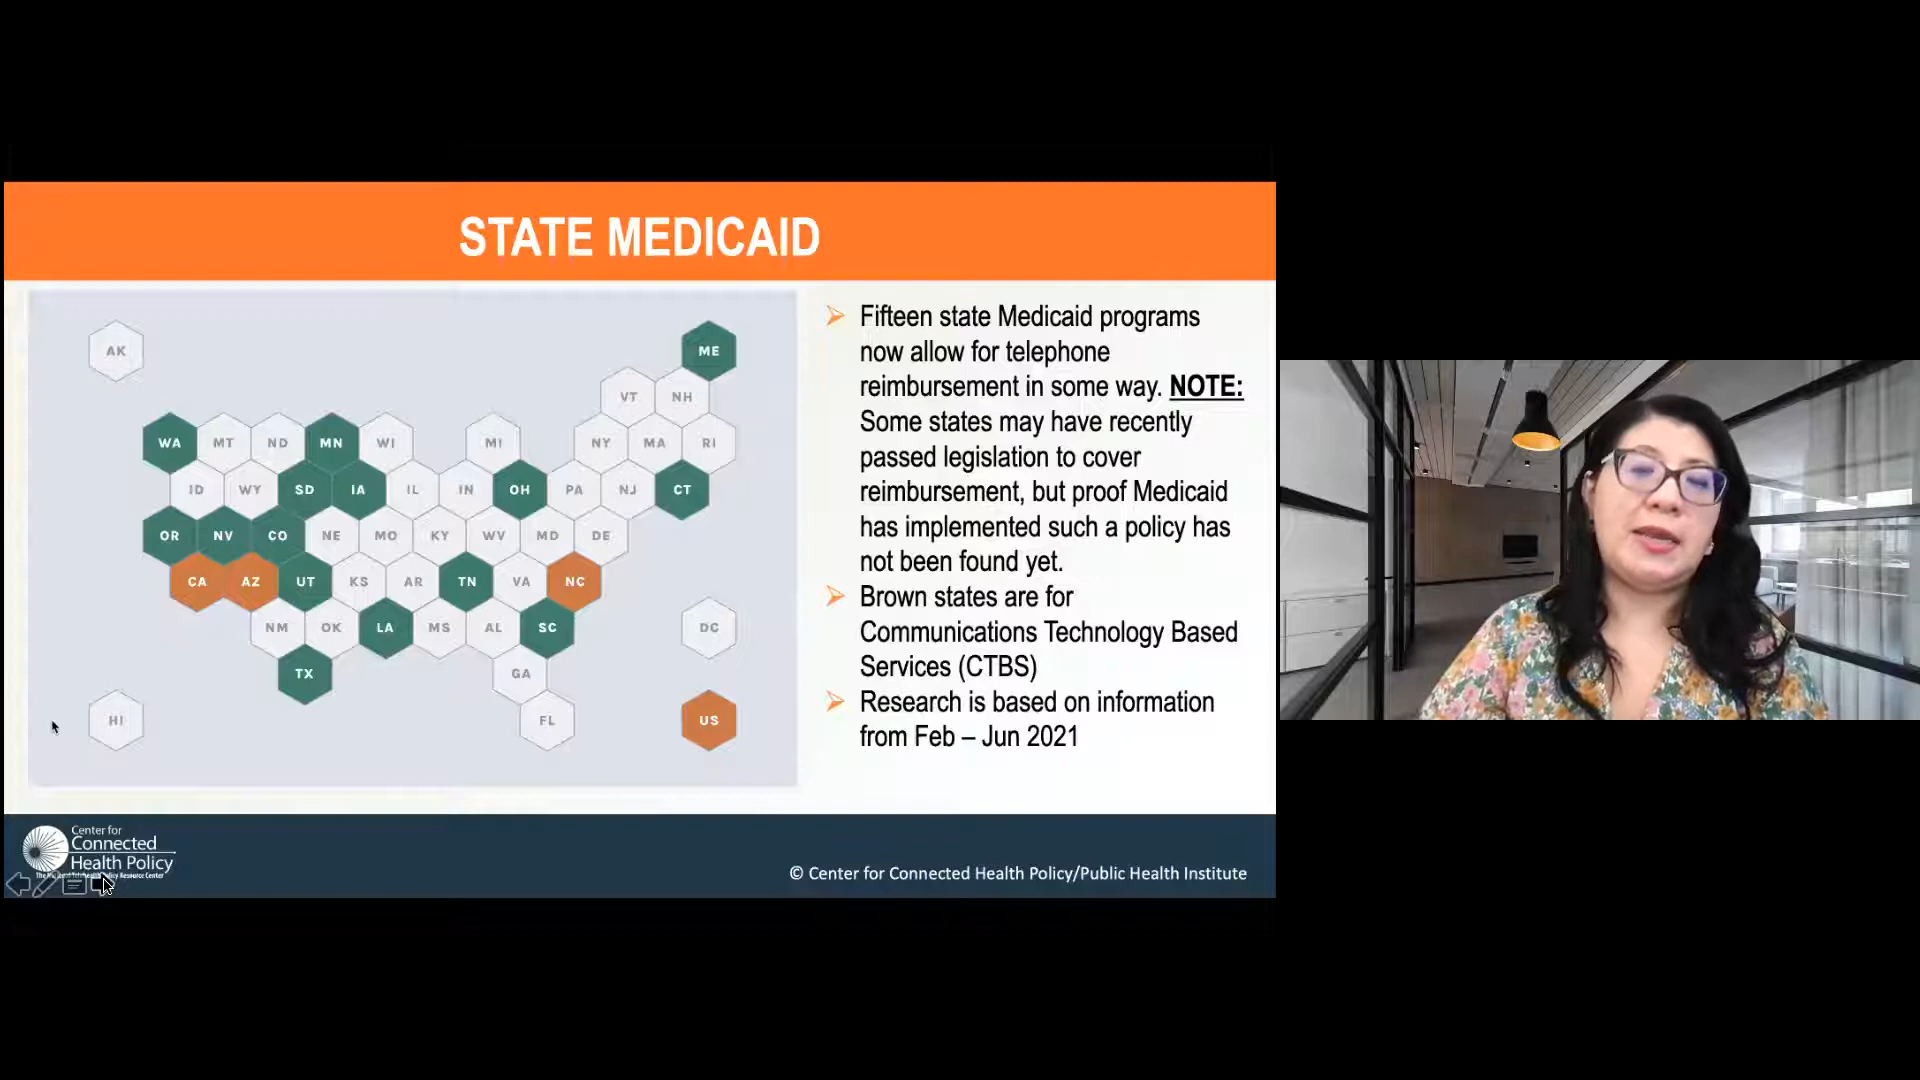 STATE MEDICAID
AK
ME
VT NH
WA MT ND MN WI MI NY MA RI
ID WY SD IA IL IN OH PA NJ CT
OR NV CO NE MO KY WV MD DE
CA AZ UT KS AR TN VA NC
NM OK LA MS AL SC DC
TX GA
HI FL US
Fifteen state Medicaid programs
now allow for telephone
reimbursement in some way. NOTE:
Some states may have recently
passed legislation to cover
reimbursement, but proof Medicaid
has implemented such a policy has
not been found yet.
Brown states are for
Communications Technology Based
Services (CTBS)
Research is based on information
from Feb – Jun 2021
Center for
Connected
Health Policy
© Center for Connected Health Policy/Public Health Institute